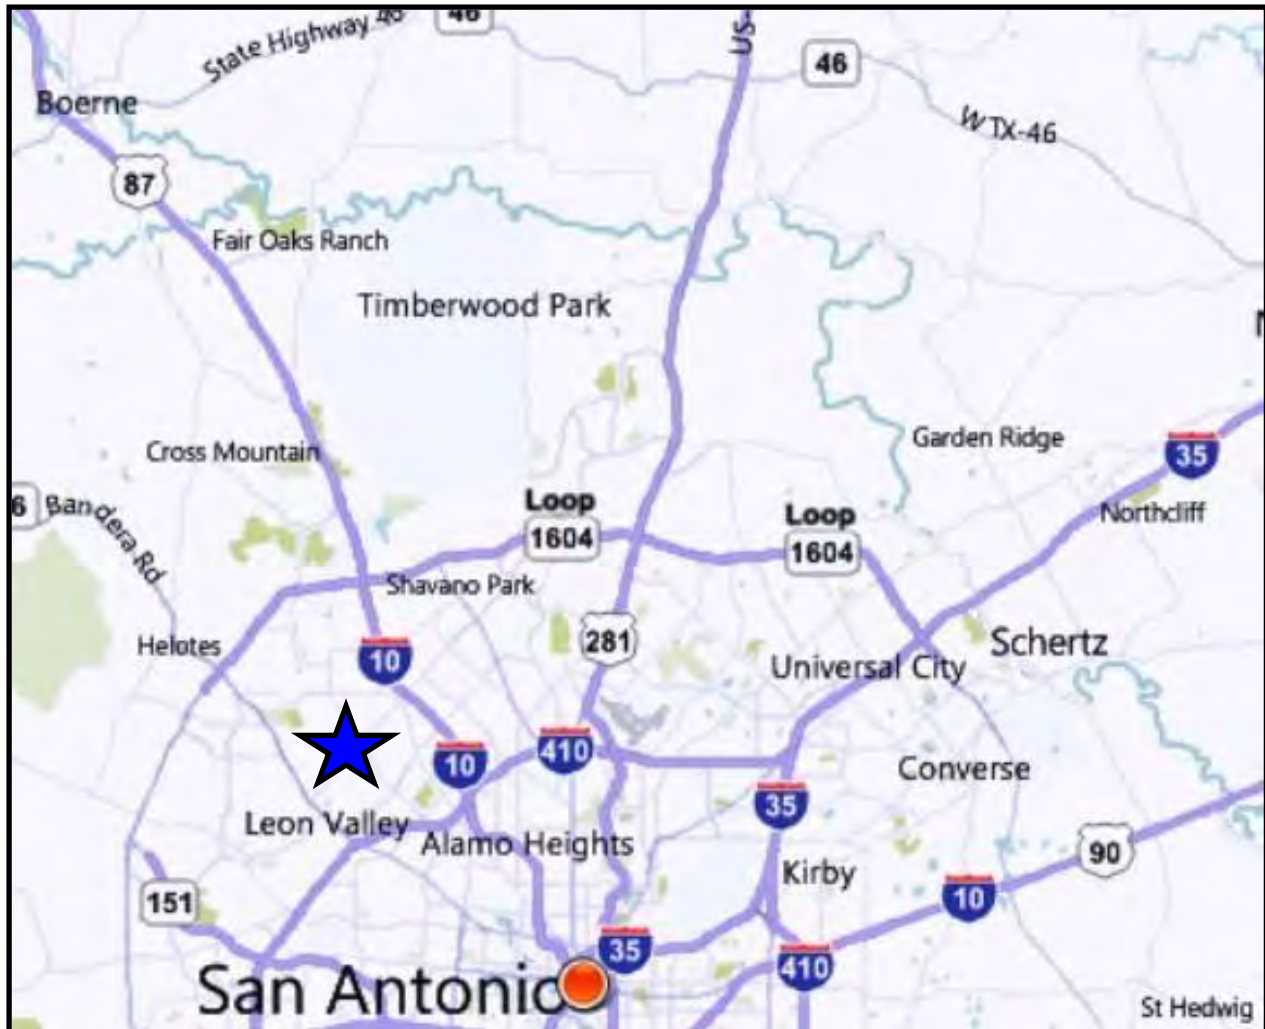 46
State Highway 46
US-
46
Boerne
W TX-46
87
Fair Oaks Ranch
Timberwood Park
Garden Ridge
35
Cross Mountain
Loop
1604
Loop
1604
6
Bandera Rd
Northcliff
Shavano Park
Helotes
281
Schertz
10
Universal City
410
10
Converse
35
Leon Valley
Alamo Heights
90
Kirby
10
151
35
410
San Antonio
St Hedwig